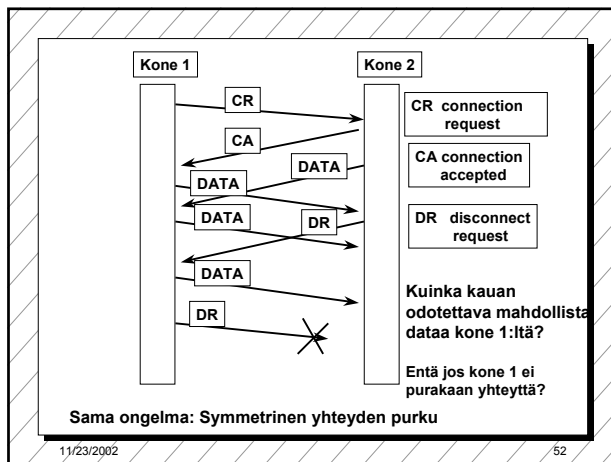 Kone 1
Kone 2
CR
CR connection
request
CA
CA connection
accepted
DATA
DATA
DATA
DR
DR disconnect
request
DATA
DR
Kuinka kauan
odotettava mahdollista
dataa kone 1:ltä?
Entä jos kone 1 ei
purakaan yhteyttä?
Sama ongelma: Symmetrinen yhteyden purku
11/23/2002
52